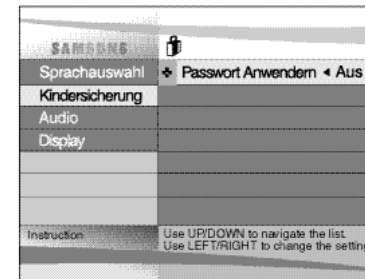 SAMSUNG
Sprachauswahl
Passwort Anwendern ◄ Aus
Kindersicherung
Audio
Display
Instruction
Use UP/DOWN to navigate the list.
Use LEFT/RIGHT to change the setting